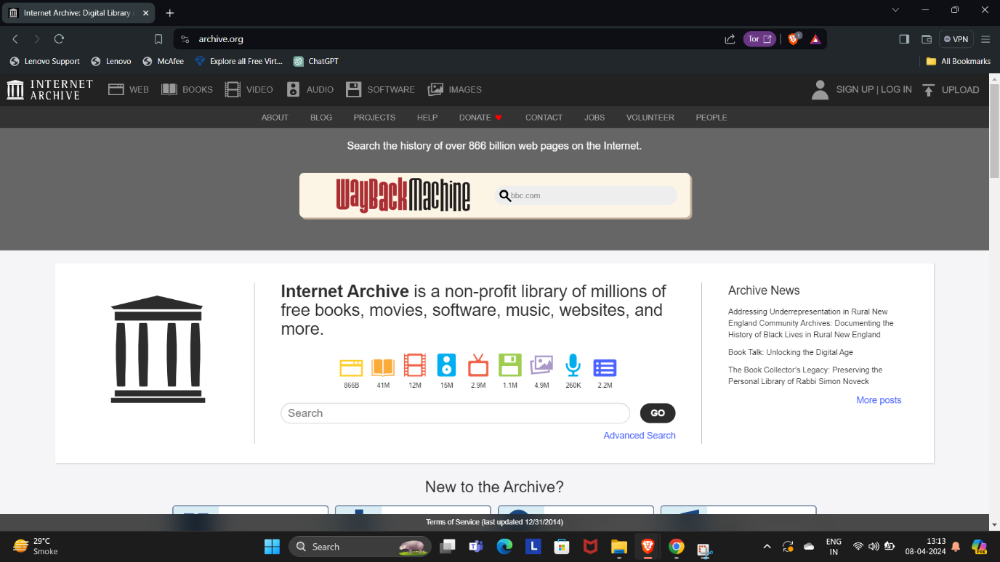 Internet Archive: Digital Library
archive.org
Tor
1
VPN
Lenovo Support
Lenovo
McAfee
Explore all Free Virt...
ChatGPT
All Bookmarks
INTERNET
ARCHIVE
WEB
BOOKS
VIDEO
AUDIO
SOFTWARE
IMAGES
SIGN UP | LOG IN
UPLOAD
ABOUT
BLOG
PROJECTS
HELP
DONATE
CONTACT
JOBS
VOLUNTEER
PEOPLE
Search the history of over 866 billion web pages on the Internet.
WayBackMachine
bbc.com
Internet Archive is a non-profit library of millions of
free books, movies, software, music, websites, and
more.
866B
41M
12M
15M
2.9M
1.1M
4.9M
260K
2.2M
Search
GO
Advanced Search
Archive News
Addressing Underrepresentation in Rural New
England Community Archives: Documenting the
History of Black Lives in Rural New England
Book Talk: Unlocking the Digital Age
The Book Collector's Legacy: Preserving the
Personal Library of Rabbi Simon Noveck
More posts
New to the Archive?
Terms of Service (last updated 12/31/2014)
29°C
Smoke
Search
L
ENG
IN
13:13
08-04-2024
PRE